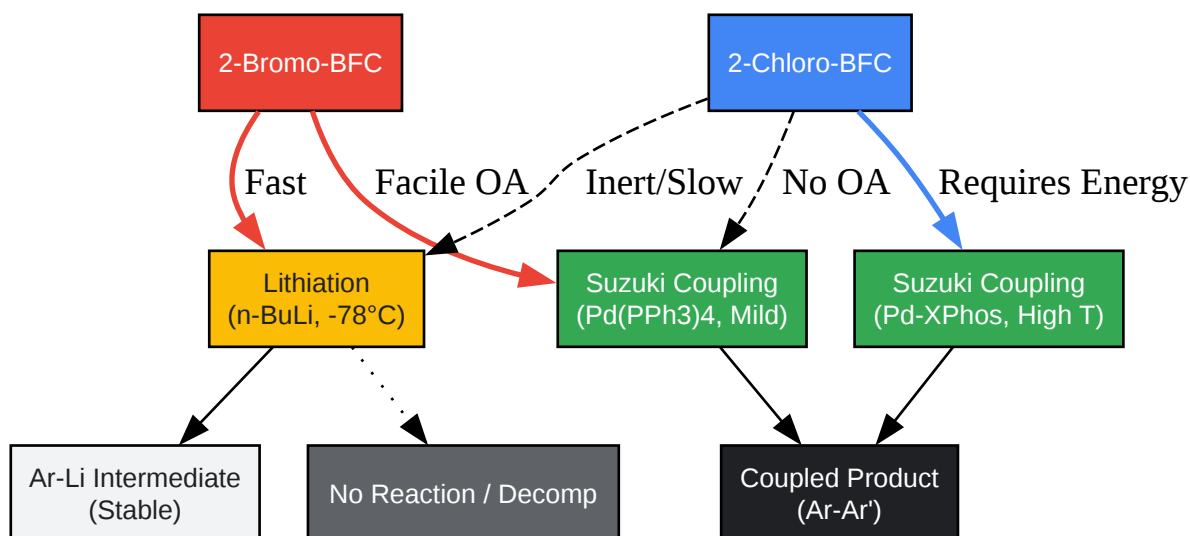 2-Bromo-BFC
2-Chloro-BFC
Fast
Facile OA
Inert/Slow
No OA
Requires Energy
Lithiation
(n-BuLi, -78°C)
Suzuki Coupling
(Pd(PPh3)4, Mild)
Suzuki Coupling
(Pd-XPhos, High T)
Ar-Li Intermediate
(Stable)
No Reaction / Decomp
Coupled Product
(Ar-Ar')